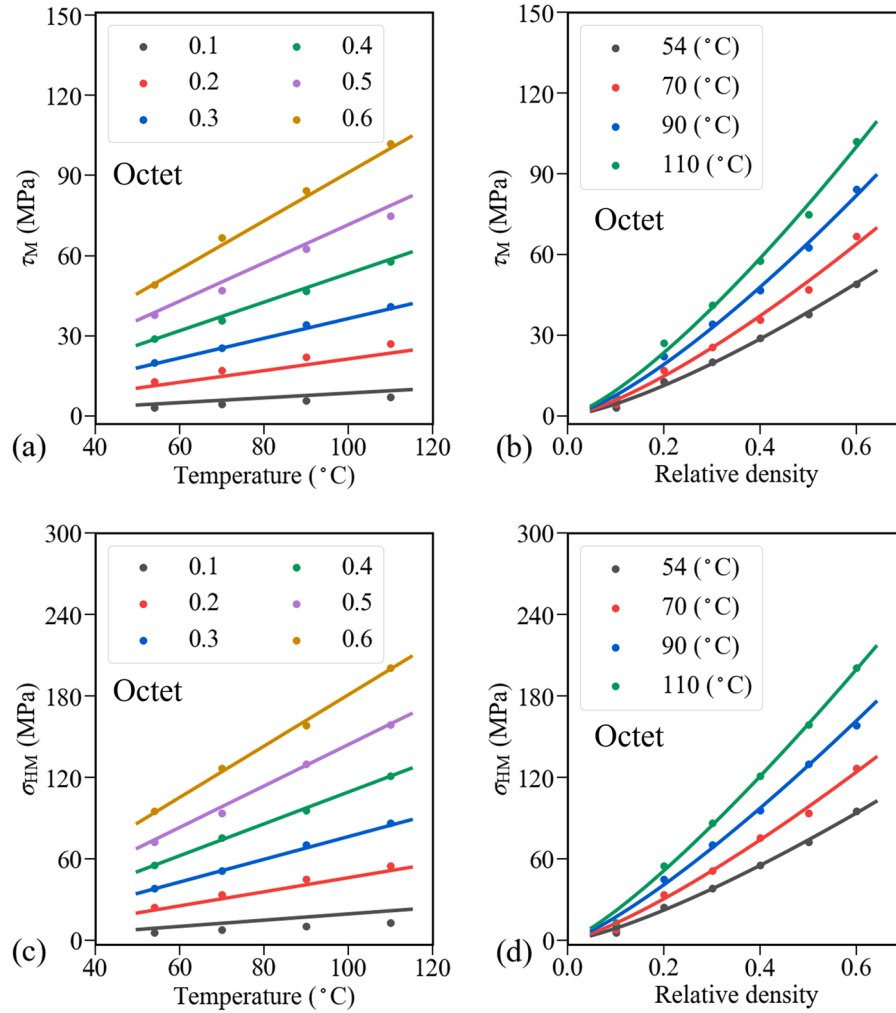 150
120
90
60
30
0
τM (MPa)
0.1 0.4
0.2 0.5
0.3 0.6
Octet
40 60 80 100 120
(a) Temperature (°C)
150
120
90
60
30
0
τM (MPa)
54 (°C)
70 (°C)
90 (°C)
110 (°C)
Octet
0.0 0.2 0.4 0.6
(b) Relative density
300
240
180
120
60
0
σHM (MPa)
0.1 0.4
0.2 0.5
0.3 0.6
Octet
40 60 80 100 120
(c) Temperature (°C)
300
240
180
120
60
0
σHM (MPa)
54 (°C)
70 (°C)
90 (°C)
110 (°C)
Octet
0.0 0.2 0.4 0.6
(d) Relative density